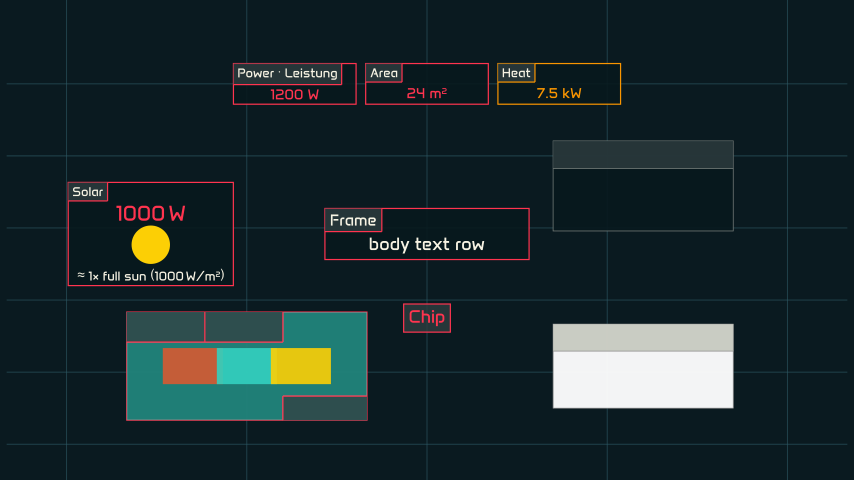 Power · Leistung
1200 W
Area
24 m²
Heat
7.5 kW
Solar
1000 W
≈ 1× full sun (1000 W/m²)
Frame
body text row
Chip